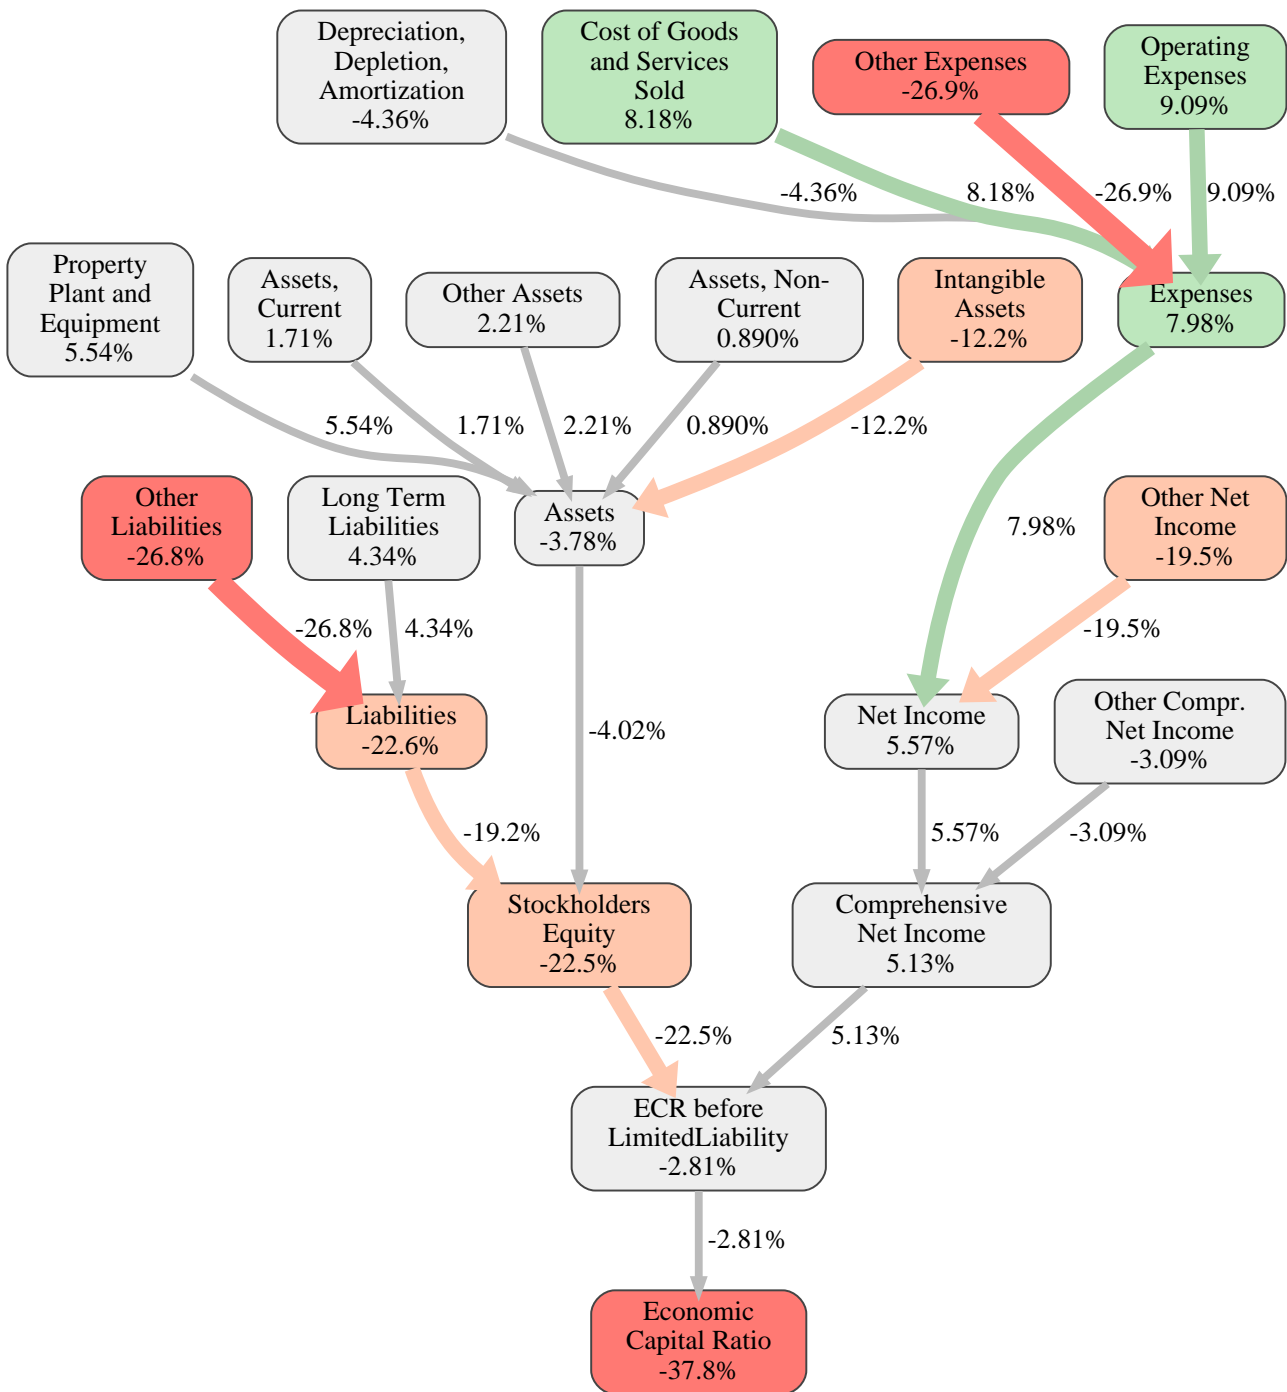 Depreciation,
Depletion,
Amortization
-4.36%
Cost of Goods
and Services
Sold
8.18%
Other Expenses
-26.9%
Operating
Expenses
9.09%
-4.36%
8.18%
-26.9%
9.09%
Property
Plant and
Equipment
5.54%
Assets,
Current
1.71%
Other Assets
2.21%
Assets, Non-
Current
0.890%
Intangible
Assets
-12.2%
Expenses
7.98%
5.54%
1.71%
2.21%
0.890%
-12.2%
7.98%
Other
Liabilities
-26.8%
Long Term
Liabilities
4.34%
Assets
-3.78%
Other Net
Income
-19.5%
-26.8%
4.34%
-4.02%
-19.5%
Liabilities
-22.6%
Net Income
5.57%
Other Compr.
Net Income
-3.09%
-19.2%
5.57%
-3.09%
Stockholders
Equity
-22.5%
Comprehensive
Net Income
5.13%
-22.5%
5.13%
ECR before
LimitedLiability
-2.81%
-2.81%
Economic
Capital Ratio
-37.8%